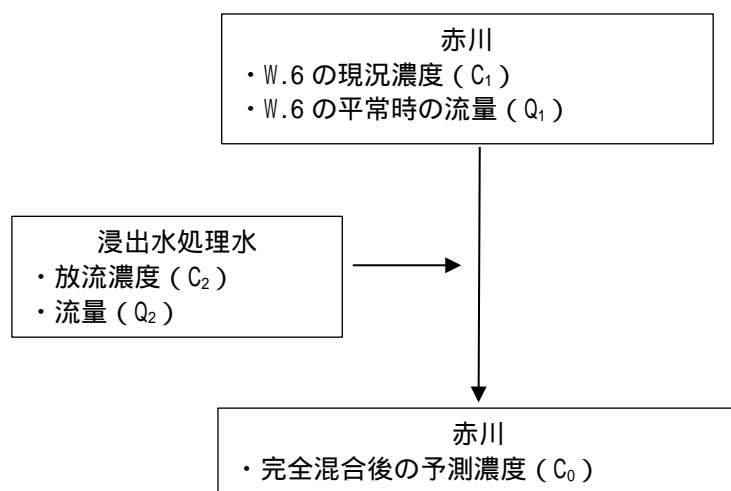 赤川
・W.6 の現況濃度（C₁）
・W.6 の平常時の流量（Q₁）
浸出水処理水
・放流濃度（C₂）
・流量（Q₂）
赤川
・完全混合後の予測濃度（C₀）